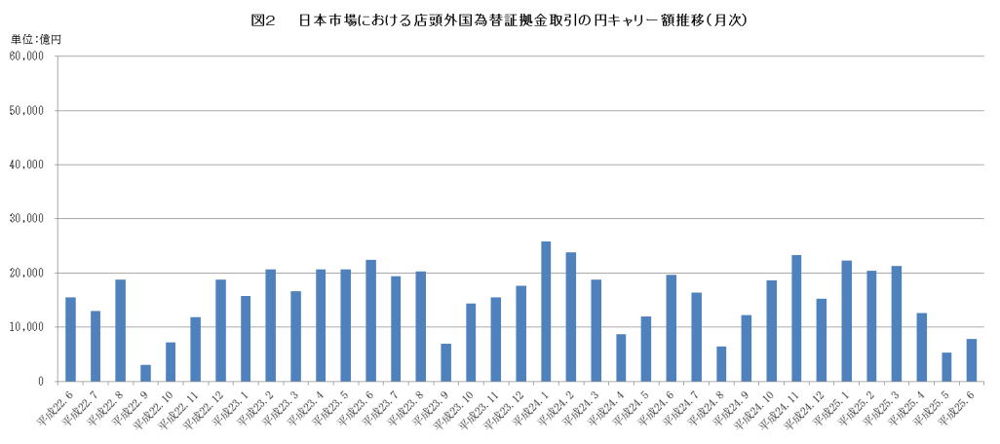 図2　日本市場における店頭外国為替証拠金取引の円キャリー額推移(月次)
単位:億円
60,000
50,000
40,000
30,000
20,000
10,000
0
平成22.6
平成22.7
平成22.8
平成22.9
平成22.10
平成22.11
平成22.12
平成23.1
平成23.2
平成23.3
平成23.4
平成23.5
平成23.6
平成23.7
平成23.8
平成23.9
平成23.10
平成23.11
平成23.12
平成24.1
平成24.2
平成24.3
平成24.4
平成24.5
平成24.6
平成24.7
平成24.8
平成24.9
平成24.10
平成24.11
平成24.12
平成25.1
平成25.2
平成25.3
平成25.4
平成25.5
平成25.6